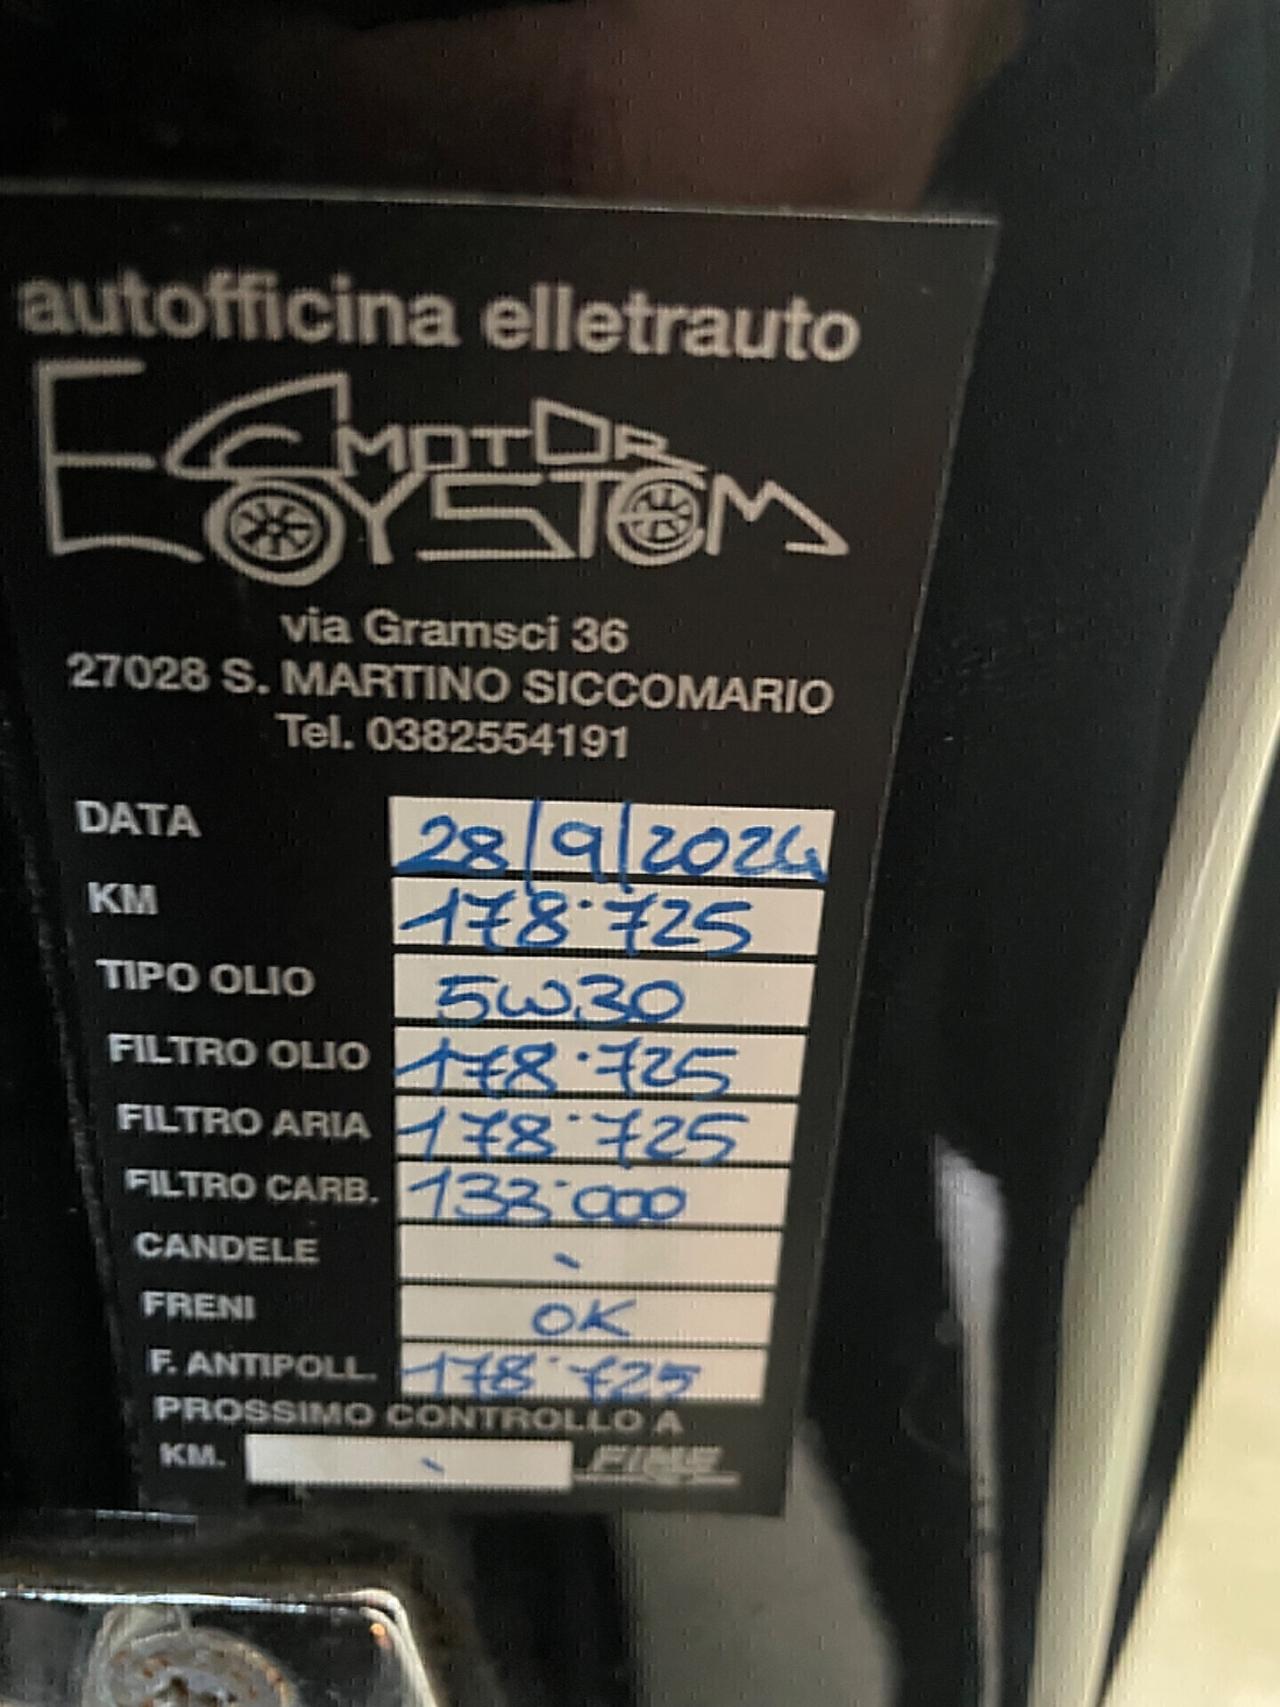 autofficina elletrauto
EC MOTOR
SYSTEM
via Gramsci 36
27028 S. MARTINO SICCOMARIO
Tel. 0382554191
DATA 28/9/2024
KM 178.725
TIPO OLIO 5W30
FILTRO OLIO 178.725
FILTRO ARIA 178.725
FILTRO CARB. 133.000
CANDELE -
FRENI OK
F. ANTIPOLL. 178.725
PROSSIMO CONTROLLO A
KM. -